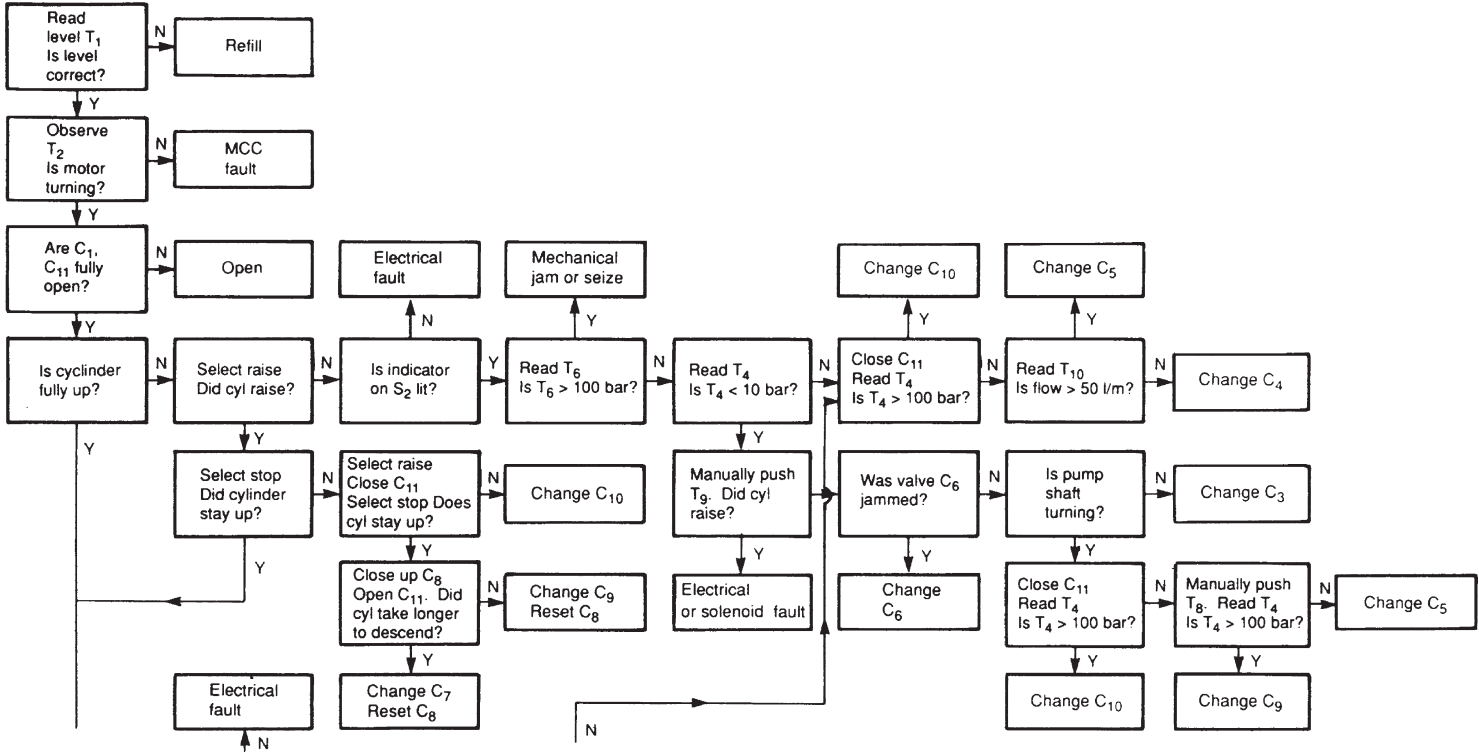 Read
level T₁
Is level
correct?
N
Refill
Y
Observe
T₂
Is motor
turning?
N
MCC
fault
Y
Are C₁,
C₁₁ fully
open?
N
Open
Y
Electrical
fault
N
Mechanical
jam or seize
Y
Change C₁₀
Y
Change C₅
Y
Is cyclinder
fully up?
N
Select raise
Did cyl raise?
N
Is indicator
on S₂ lit?
Y
Read T₆
Is T₆ > 100 bar?
N
Read T₄
Is T₄ < 10 bar?
N
Close C₁₁
Read T₄
Is T₄ > 100 bar?
N
Read T₁₀
Is flow > 50 l/m?
N
Change C₄
Y
Y
Y
Select stop
Did cylinder
stay up?
N
Select raise
Close C₁₁
Select stop Does
cyl stay up?
N
Change C₁₀
Manually push
T₉. Did cyl
raise?
Was valve C₆
jammed?
N
Is pump
shaft
turning?
N
Change C₃
Y
Y
Y
Y
Y
Close up C₈
Open C₁₁. Did
cyl take longer
to descend?
N
Change C₉
Reset C₈
Electrical
or solenoid fault
Change
C₆
Close C₁₁
Read T₄
Is T₄ > 100 bar?
N
Manually push
T₈. Read T₄
Is T₄ > 100 bar?
N
Change C₅
Y
Y
Y
Electrical
fault
Change C₇
Reset C₈
Change C₁₀
Change C₉
N
N